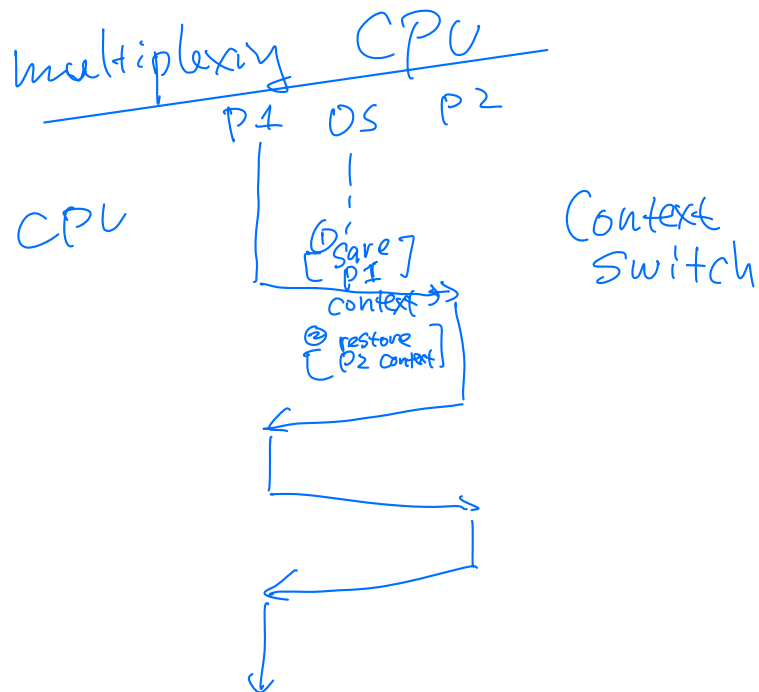 multiplexing CPU
P1 OS P2
CPU
Context
Switch
① save
[ P1 ]
context
② restore
[ P2 context ]